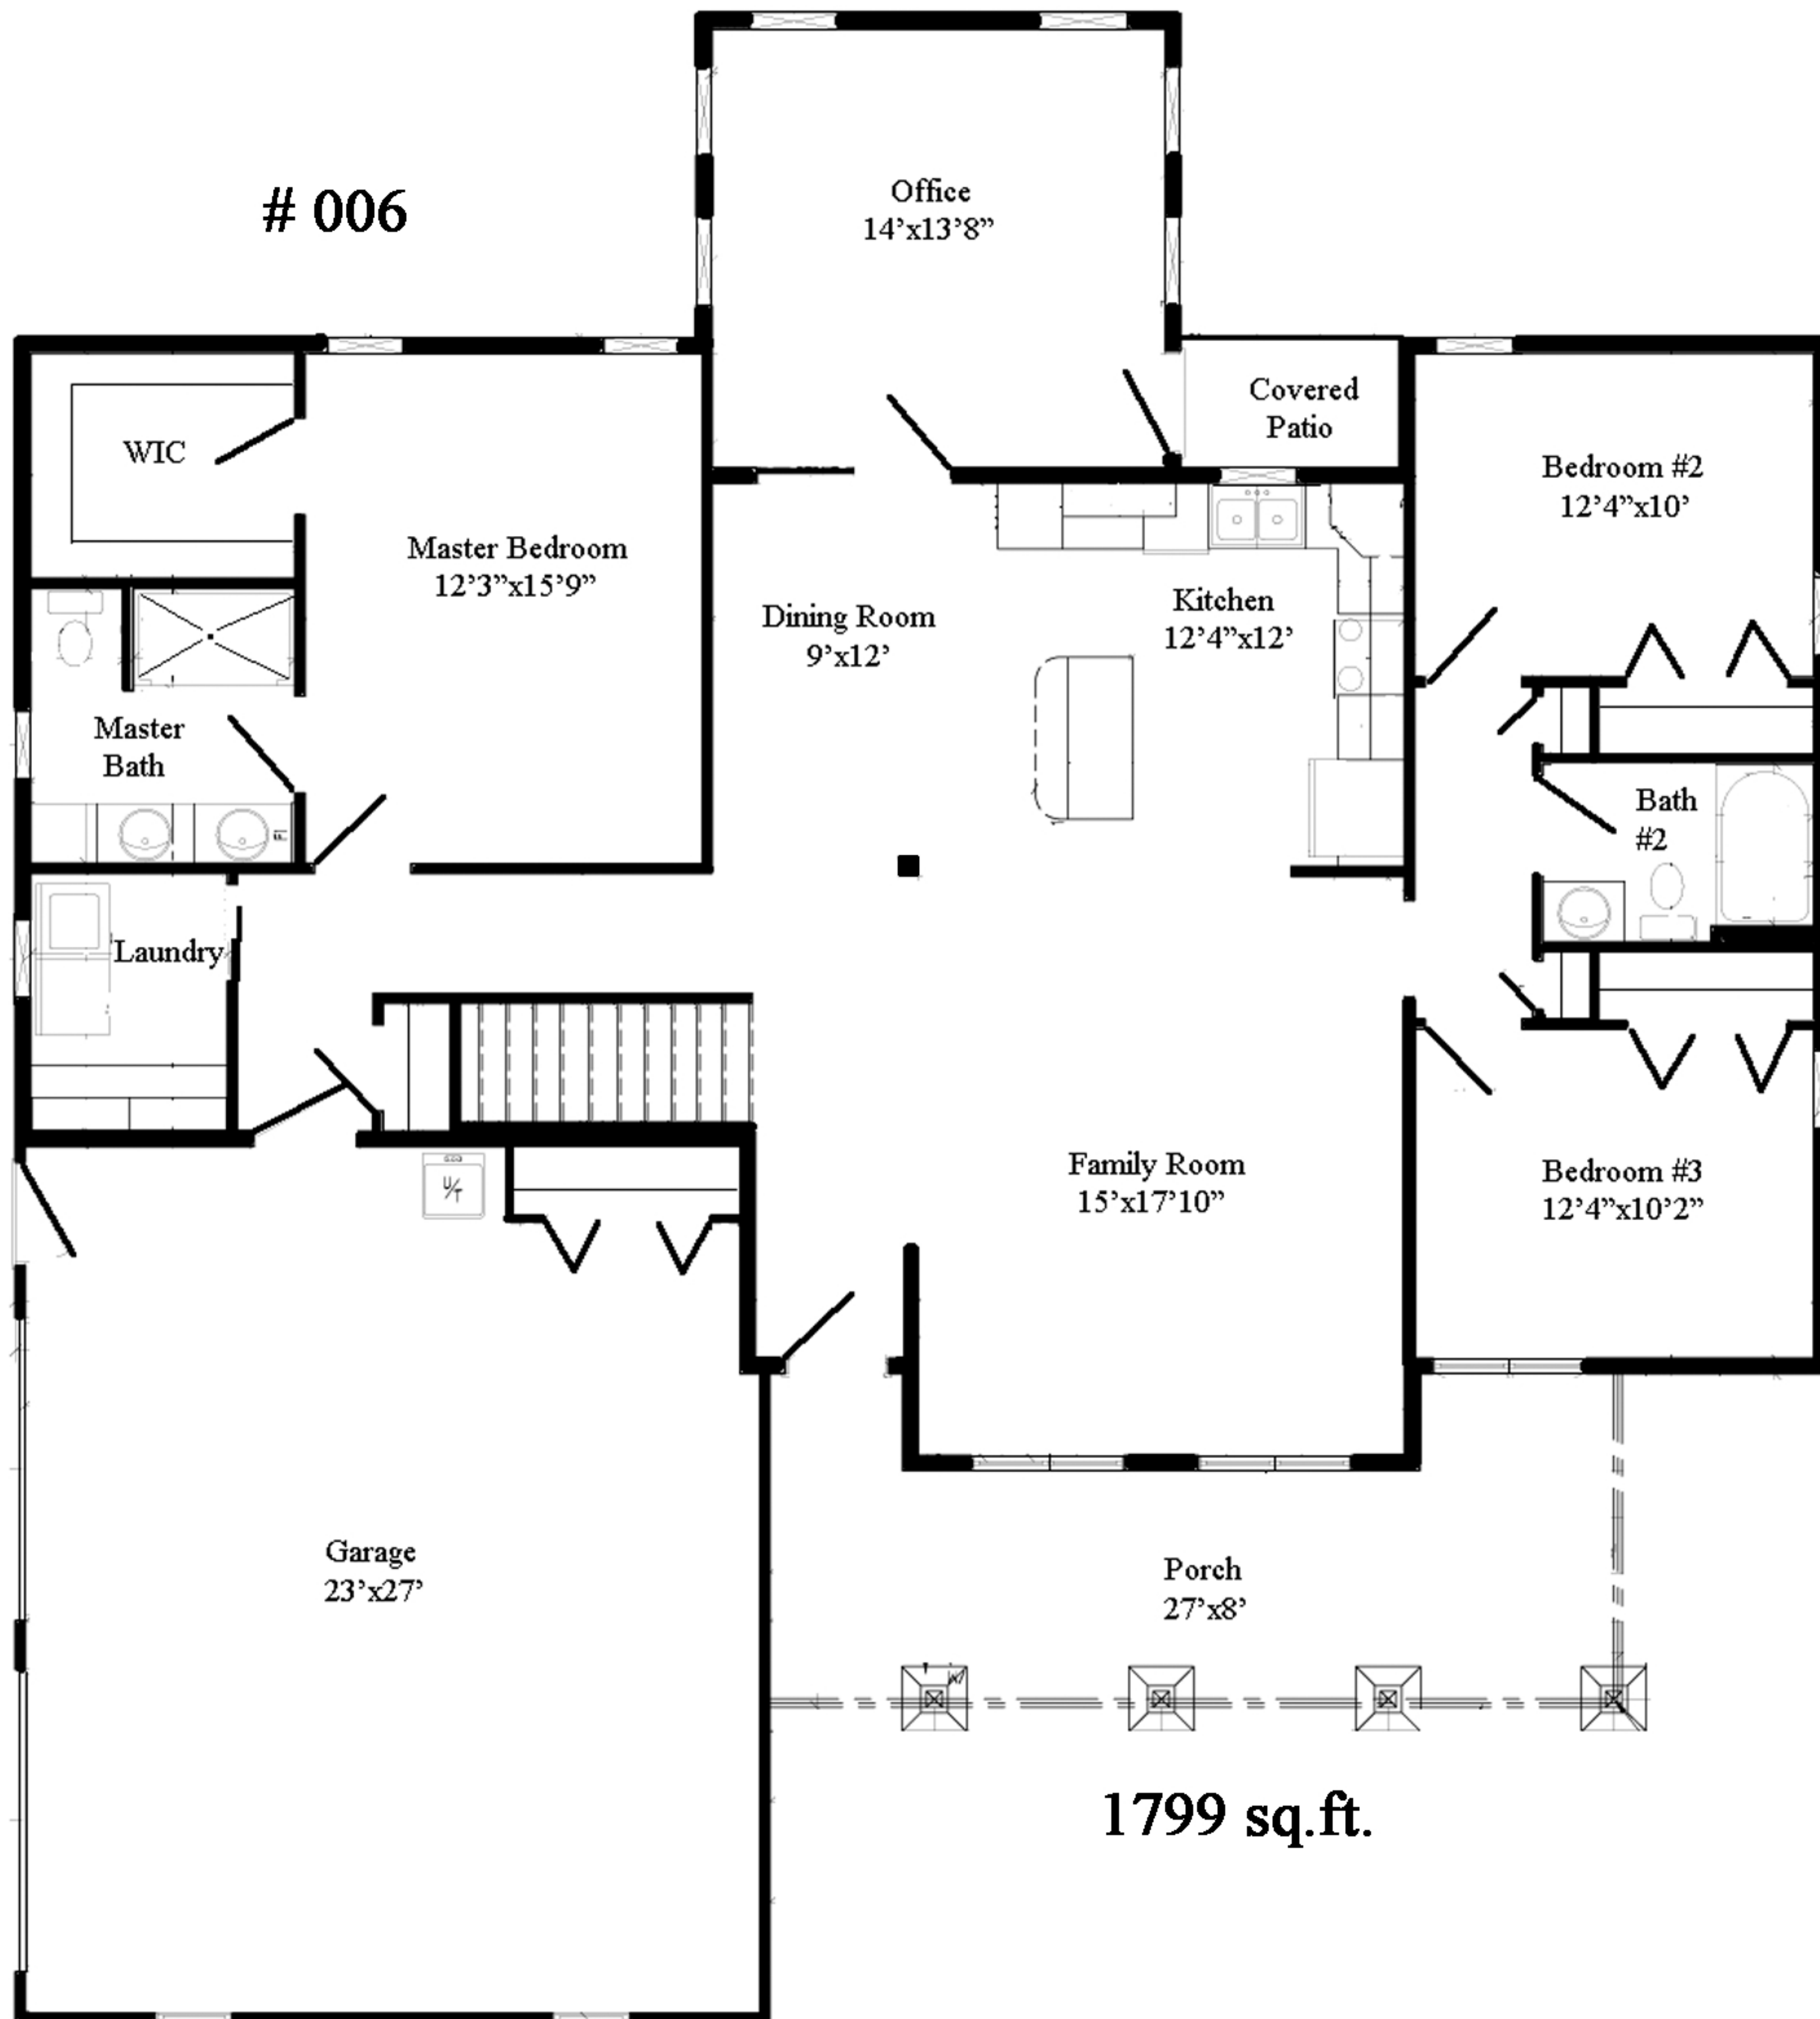 # 006
Office
14’x13’8”
Covered
Patio
WIC
Bedroom #2
12’4”x10’
Master Bedroom
12’3”x15’9”
Dining Room
9’x12’
Kitchen
12’4”x12’
Master
Bath
Bath
#2
Laundry
Family Room
15’x17’10”
Bedroom #3
12’4”x10’2”
U/T
Garage
23’x27’
Porch
27’x8’
1799 sq.ft.